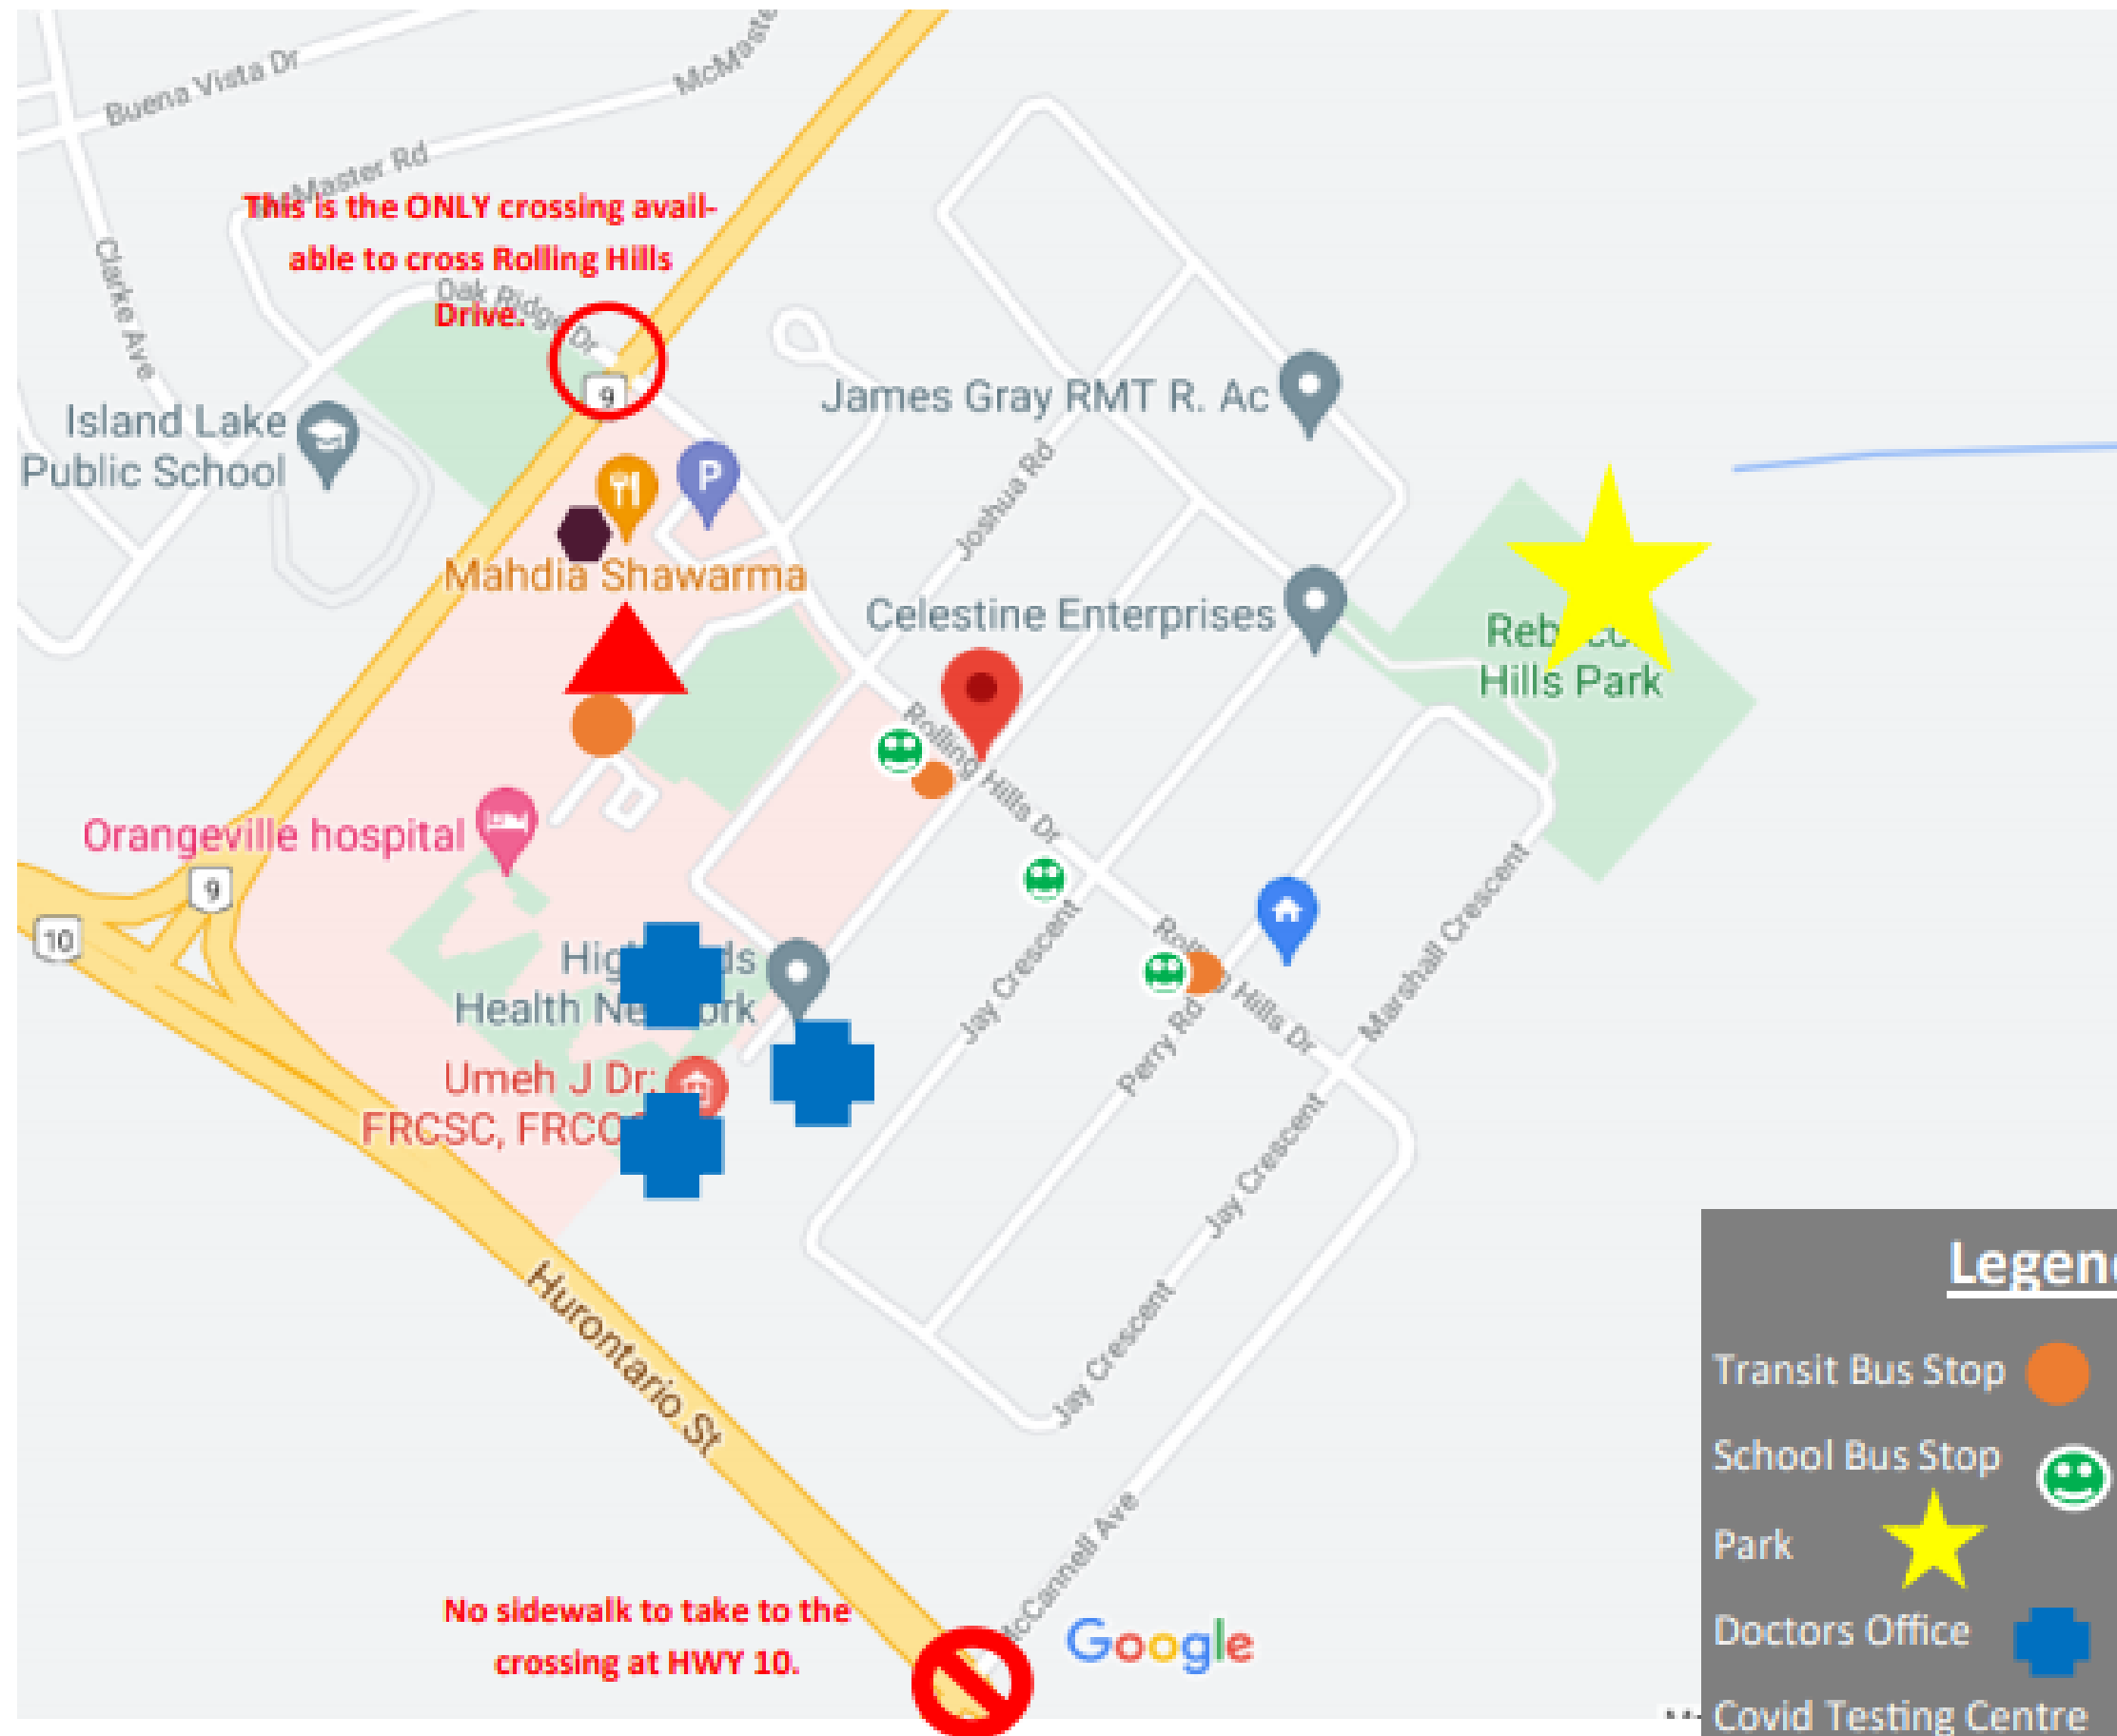 Buena Vista Dr
McMaste
Master Rd
This is the ONLY crossing avail-
able to cross Rolling Hills
Drive.
Oak Ridge Dr
Clarke Ave
9
James Gray RMT R. Ac
Island Lake
Public School
P
Joshua Rd
Mahdia Shawarma
Celestine Enterprises
Hills Park
Rolling Hills Dr
Orangeville hospital
9
10
Health
Jay Crescent
Hills Dr
Marshall Crescent
Perry Rd
Umeh J Dr:
FRCSC,
Jay Crescent
Hurontario St
Jay Crescent
McCannell Ave
No sidewalk to take to the
crossing at HWY 10.
Google
Legen
Transit Bus Stop
School Bus Stop
Park
Doctors Office
Covid Testing Centre